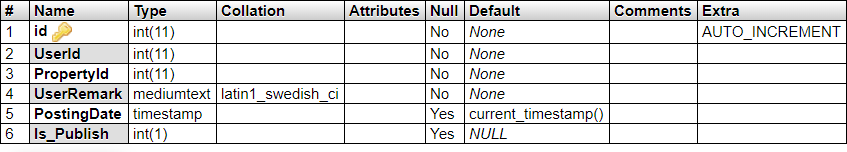 # Name Type Collation Attributes Null Default Comments Extra
1 id int(11) No None AUTO_INCREMENT
2 UserId int(11) No None
3 PropertyId int(11) No None
4 UserRemark mediumtext latin1_swedish_ci No None
5 PostingDate timestamp Yes current_timestamp()
6 Is_Publish int(1) Yes NULL